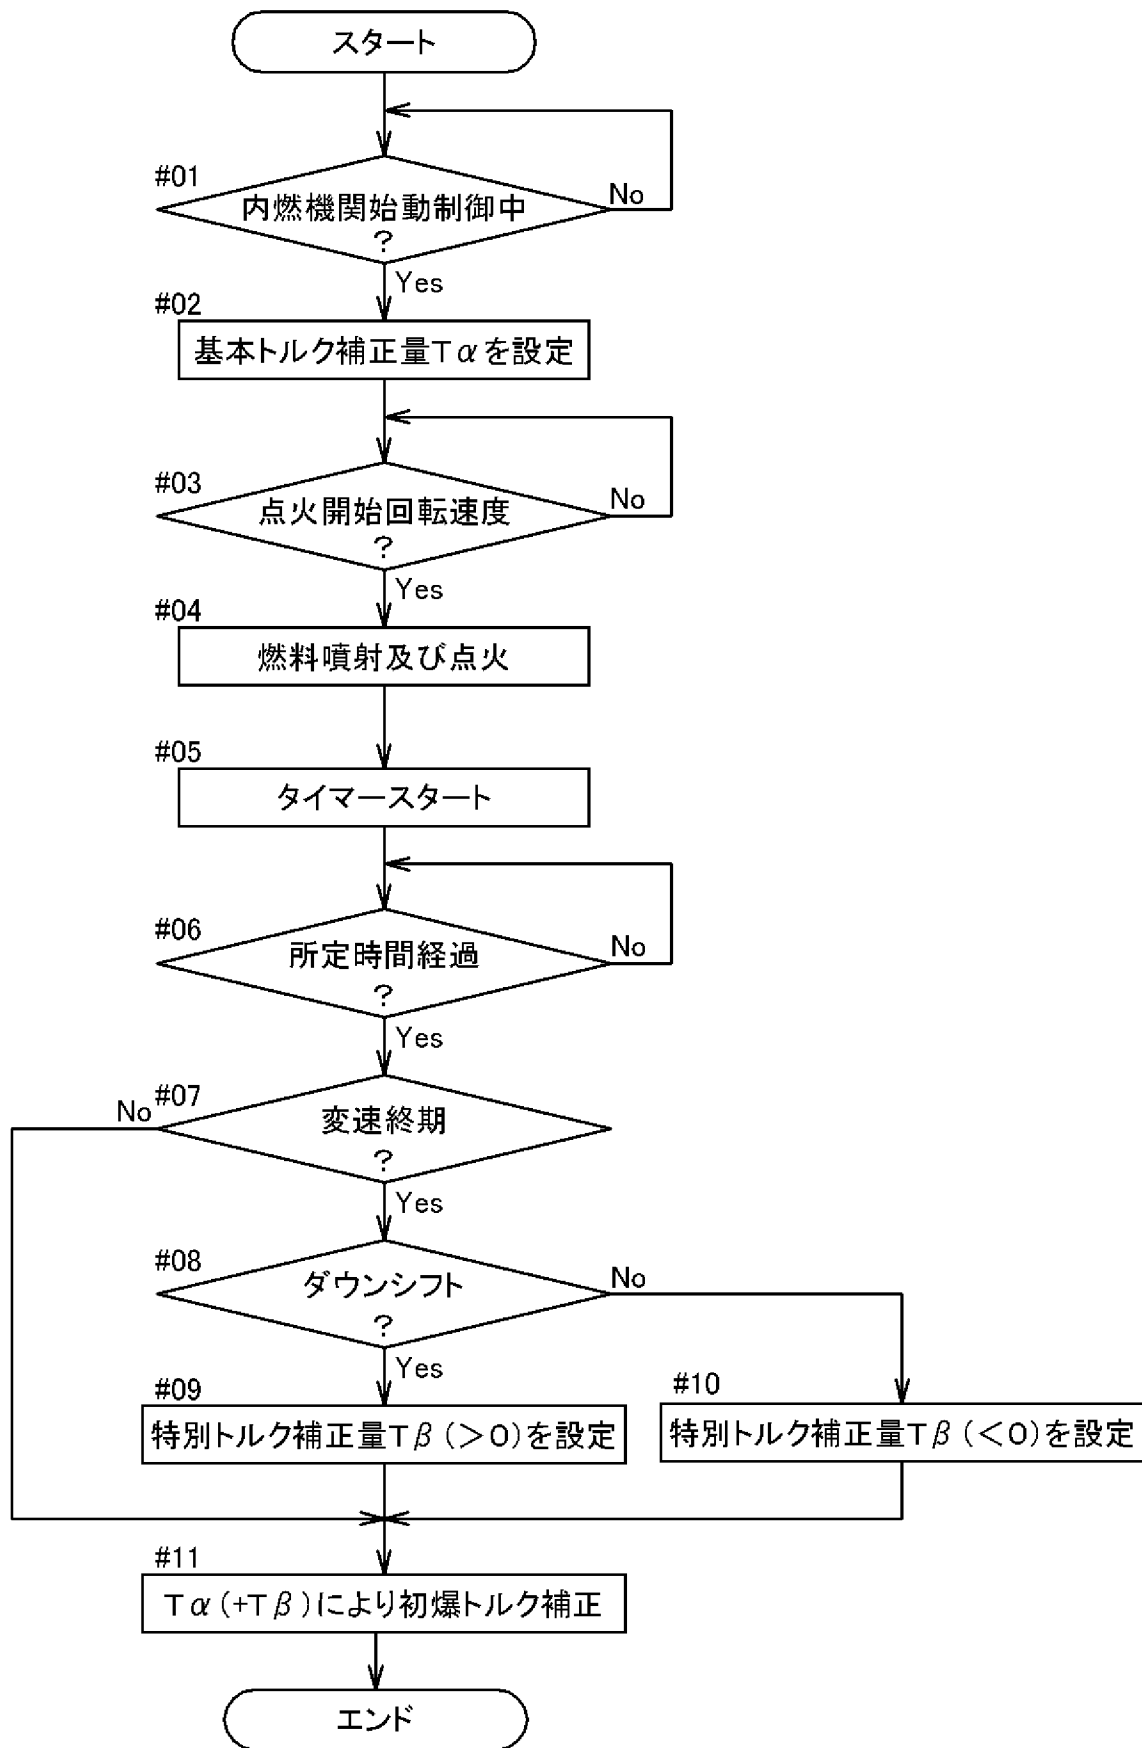 スタート
#01
内燃機関始動制御中
?
No
Yes
#02
基本トルク補正量Tαを設定
#03
点火開始回転速度
?
No
Yes
#04
燃料噴射及び点火
#05
タイマースタート
#06
所定時間経過
?
No
Yes
#07
No
変速終期
?
Yes
#08
ダウンシフト
?
No
Yes
#09
特別トルク補正量Tβ(>0)を設定
#10
特別トルク補正量Tβ(<0)を設定
#11
Tα(+Tβ)により初爆トルク補正
エンド